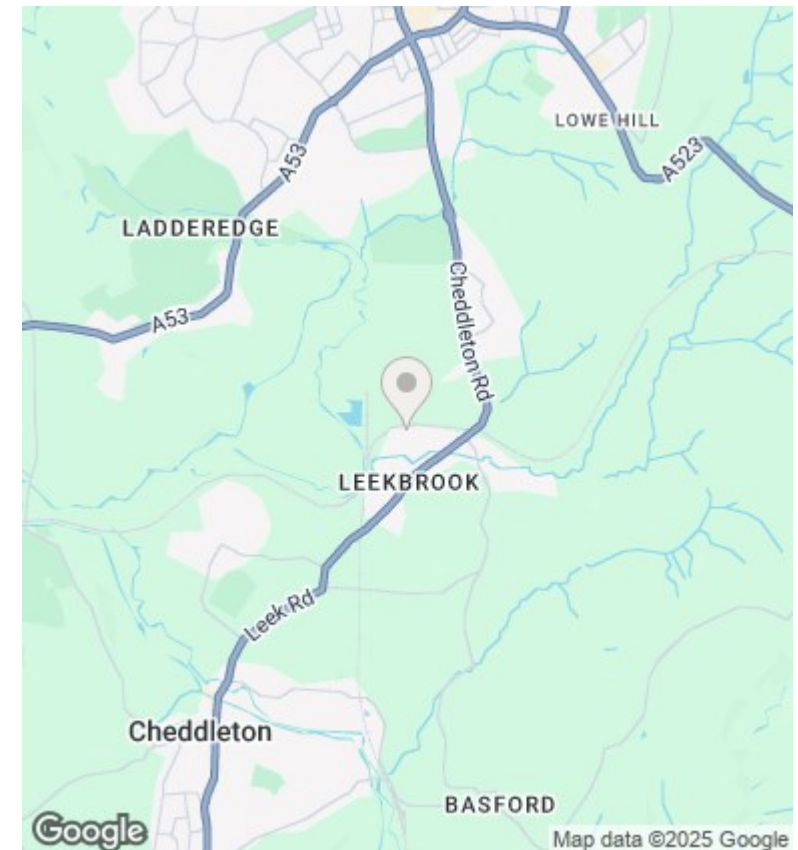 LOWE HILL
A53
A523
LADDEREDGE
A53
Cheddleton Rd
LEEKBROOK
Leek Rd
Cheddleton
BASFORD
Google
Map data ©2025 Google